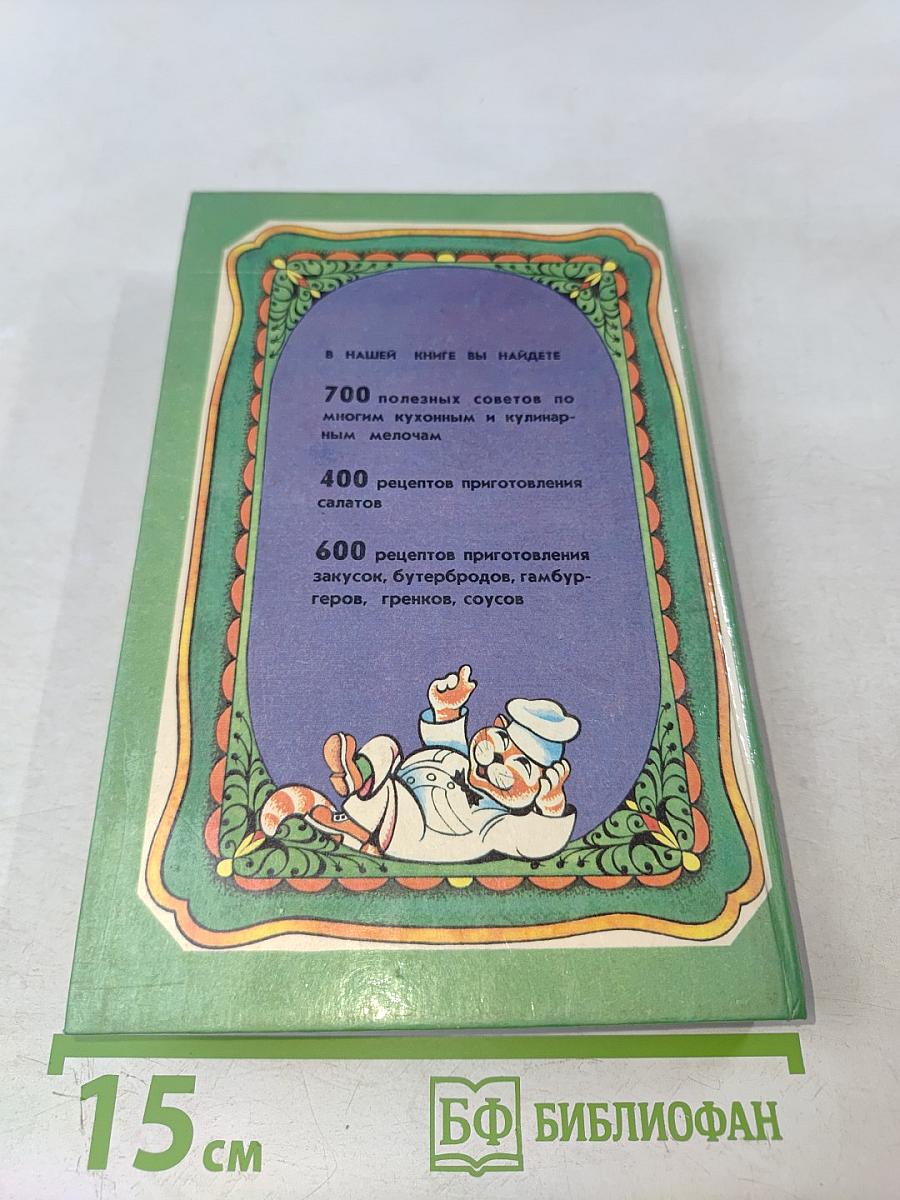 В НАШЕЙ КНИГЕ ВЫ НАЙДЕТЕ
700 полезных советов по
многим кухонным и кулинар-
ным мелочам
400 рецептов приготовления
салатов
600 рецептов приготовления
закусок, бутербродов, гамбур-
геров, гренков, соусов
15 см
БФ БИБЛИОФАН